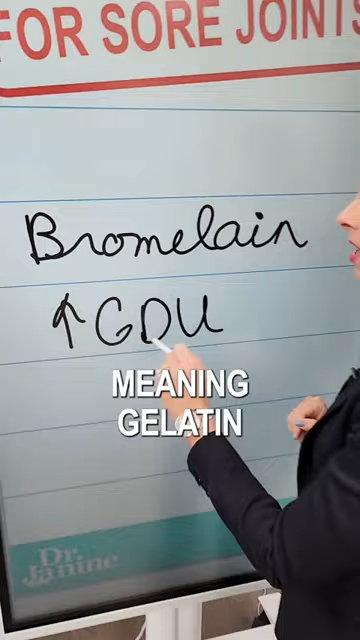 FOR SORE JOINTS
Bromelain
↑ GDU
MEANING
GELATIN
Dr.
Janine